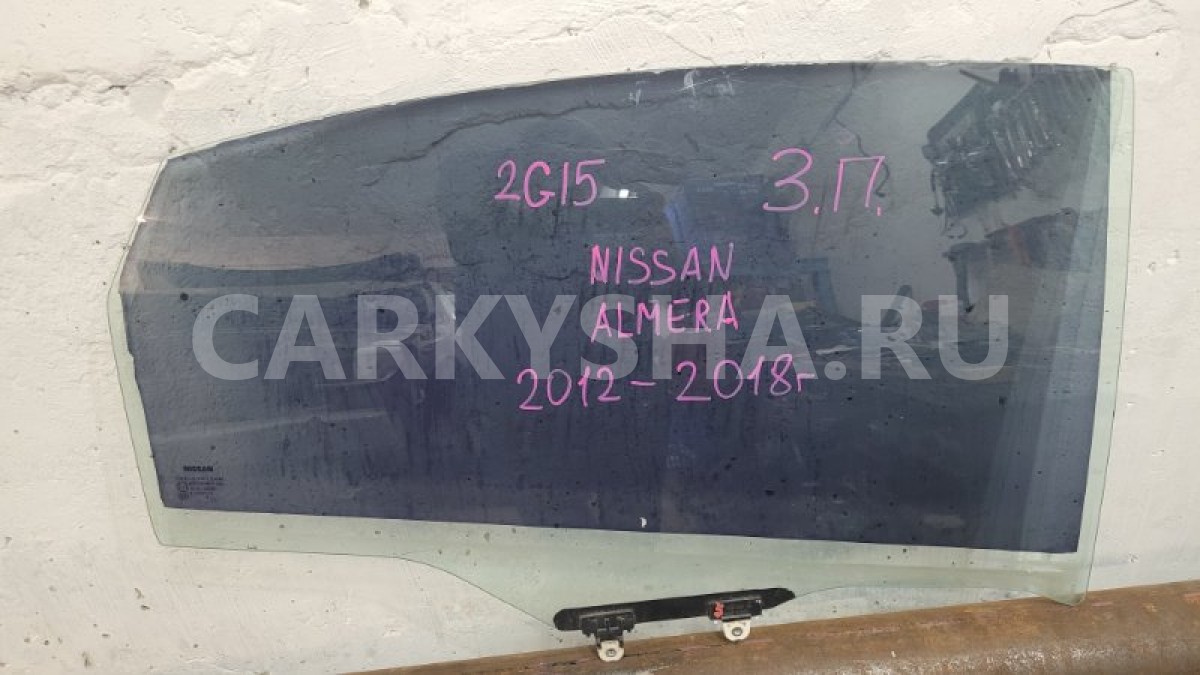 2G15 З.П.
NISSAN
ALMERA
2012-2018г
CARKYSHA.RU
NISSAN